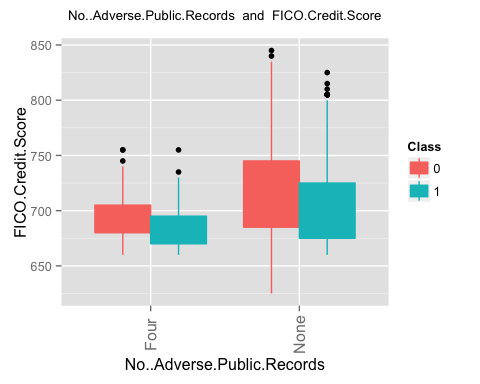 No..Adverse.Public.Records and FICO.Credit.Score
850
800
750
700
650
FICO.Credit.Score
Four
None
No..Adverse.Public.Records
Class
0
1